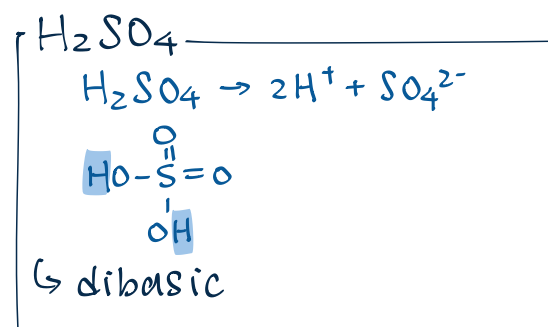 H₂SO₄
H₂SO₄ → 2H⁺ + SO₄²⁻
O
HO-S=O
OH
↳ dibasic